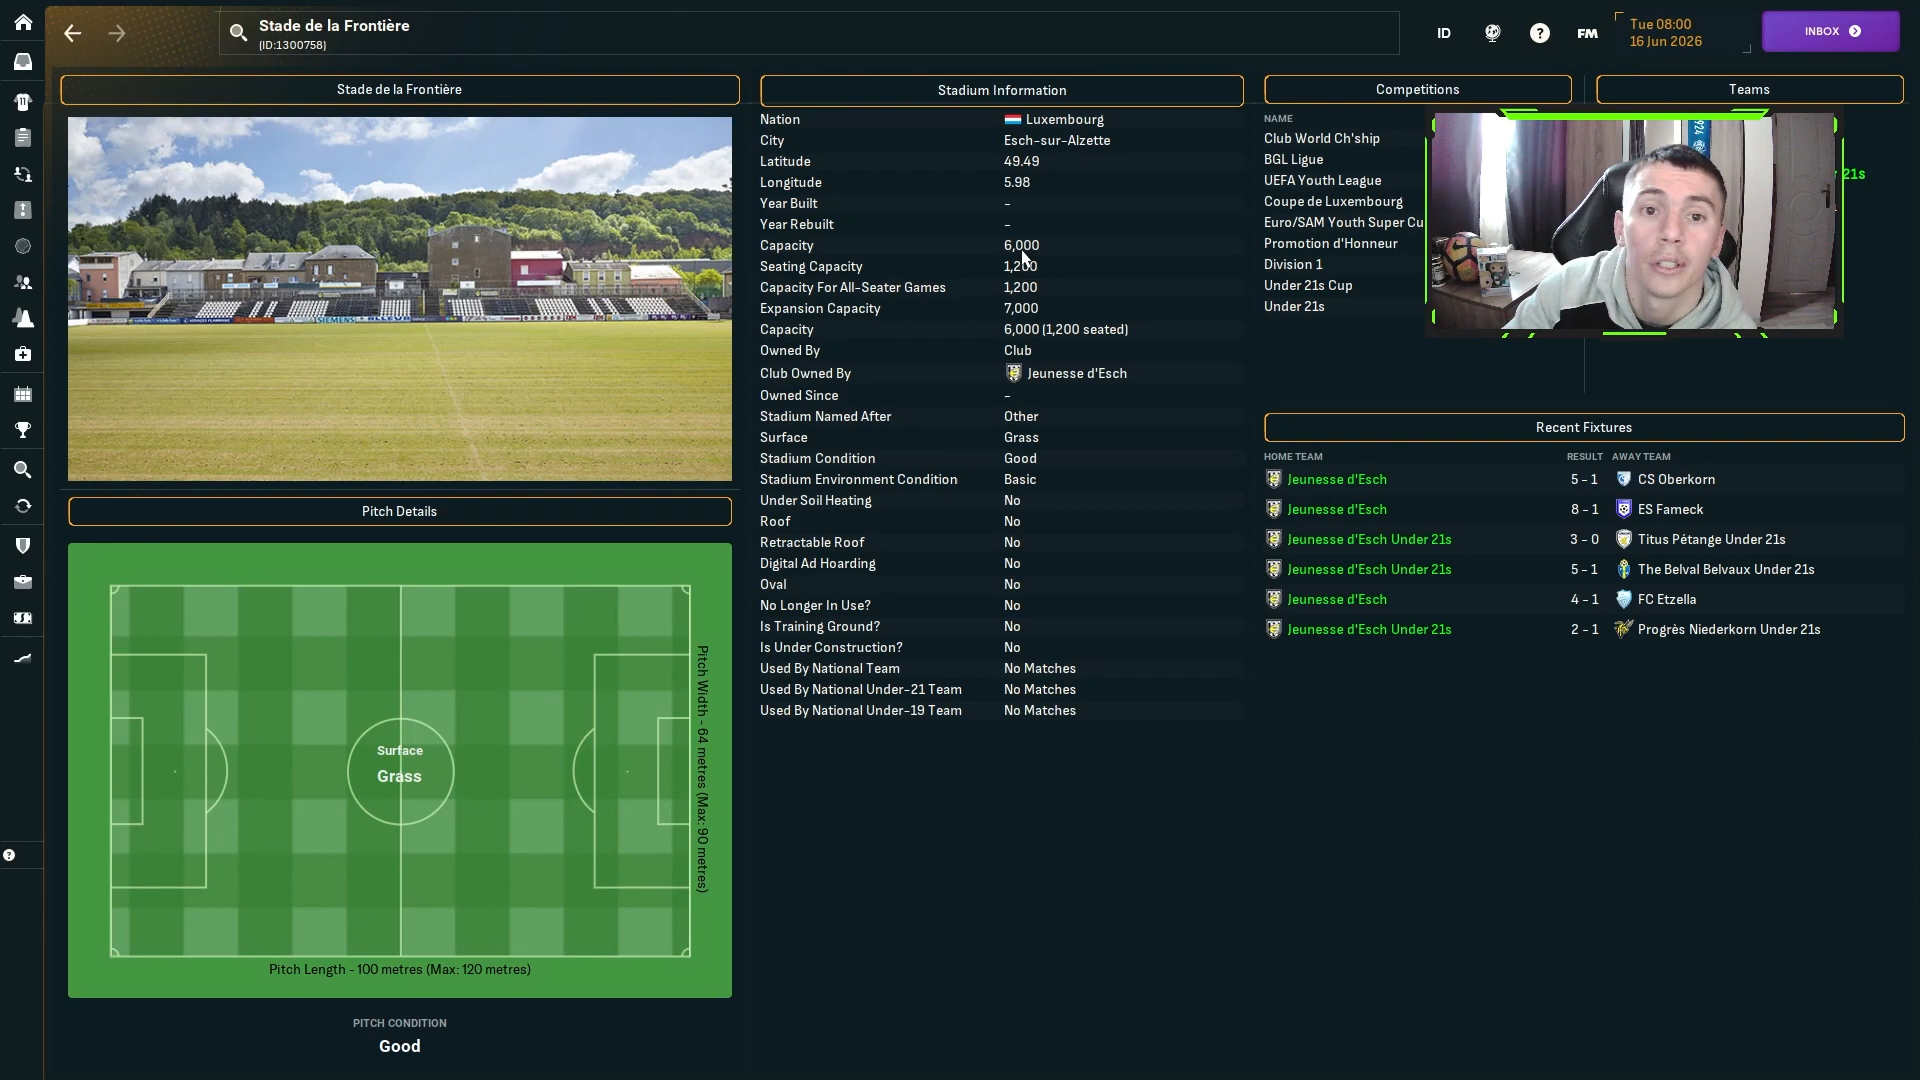 Stade de la Frontière
(ID:1300758)
ID
?
FM
Tue 08:00
16 Jun 2026
INBOX
Stade de la Frontière
Stadium Information
Competitions
Teams
Nation Luxembourg
City Esch-sur-Alzette
Latitude 49.49
Longitude 5.98
Year Built -
Year Rebuilt -
Capacity 6,000
Seating Capacity 1,200
Capacity For All-Seater Games 1,200
Expansion Capacity 7,000
Capacity 6,000 (1,200 seated)
Owned By Club
Club Owned By Jeunesse d'Esch
Owned Since -
Stadium Named After Other
Surface Grass
Stadium Condition Good
Stadium Environment Condition Basic
Under Soil Heating No
Roof No
Retractable Roof No
Digital Ad Hoarding No
Oval No
No Longer In Use? No
Is Training Ground? No
Is Under Construction? No
Used By National Team No Matches
Used By National Under-21 Team No Matches
Used By National Under-19 Team No Matches
NAME
Club World Ch'ship
BGL Ligue
UEFA Youth League
Coupe de Luxembourg
Euro/SAM Youth Super Cu
Promotion d'Honneur
Division 1
Under 21s Cup
Under 21s
21s
924
SIEMENS
Recent Fixtures
HOME TEAM RESULT AWAY TEAM
Jeunesse d'Esch 5 - 1 CS Oberkorn
Jeunesse d'Esch 8 - 1 ES Fameck
Jeunesse d'Esch Under 21s 3 - 0 Titus Pétange Under 21s
Jeunesse d'Esch Under 21s 5 - 1 The Belval Belvaux Under 21s
Jeunesse d'Esch 4 - 1 FC Etzella
Jeunesse d'Esch Under 21s 2 - 1 Progrès Niederkorn Under 21s
Pitch Details
Surface
Grass
Pitch Width - 64 metres (Max: 90 metres)
Pitch Length - 100 metres (Max: 120 metres)
PITCH CONDITION
Good
11
?